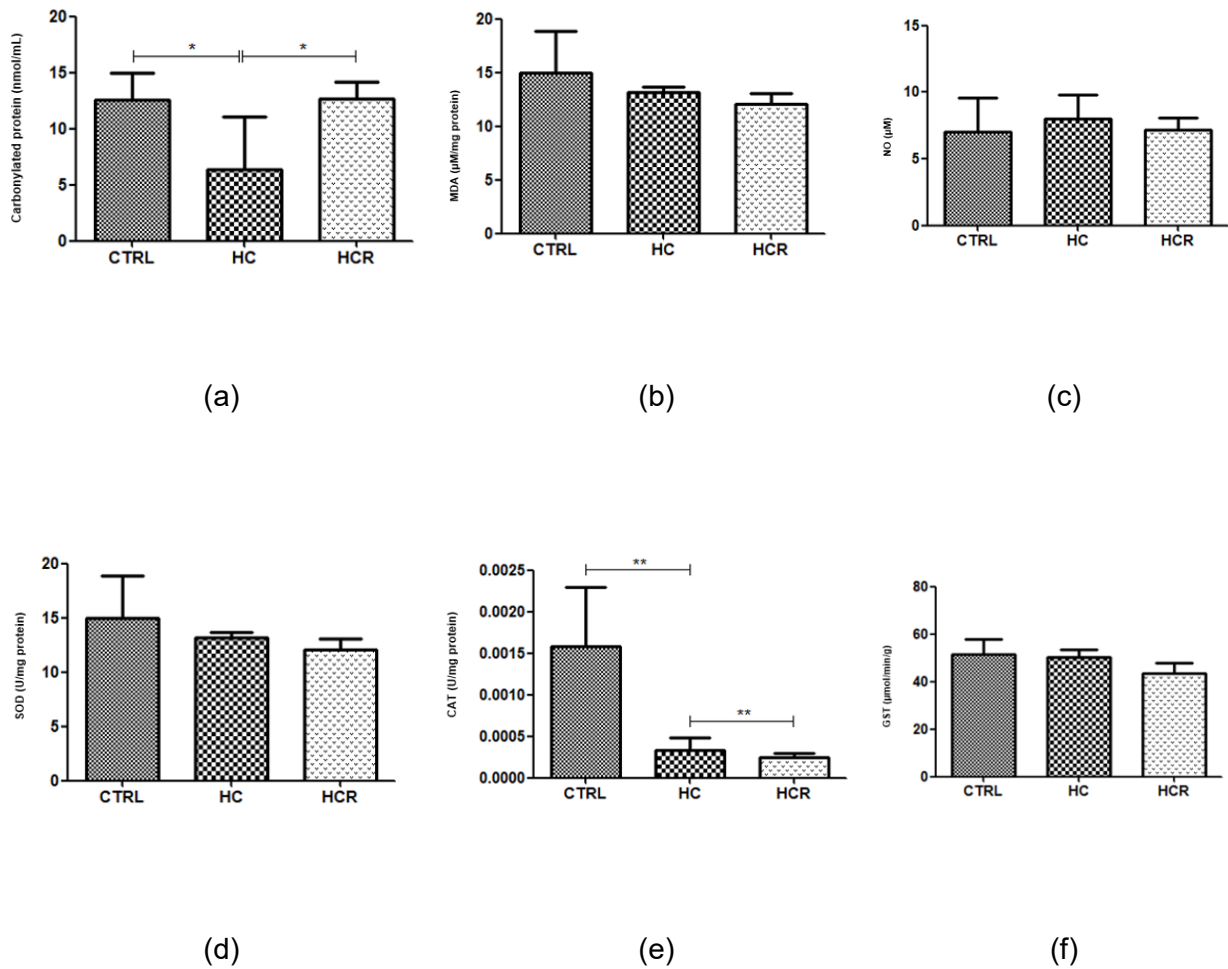 Carbonylated protein (nmol/mL)
20
15
10
5
0
*
*
CTRL HC HCR
(a)
MDA (µM/mg protein)
20
15
10
5
0
CTRL HC HCR
(b)
NO (µM)
15
10
5
0
CTRL HC HCR
(c)
SOD (U/mg protein)
20
15
10
5
0
CTRL HC HCR
(d)
CAT (U/mg protein)
0.0025
0.0020
0.0015
0.0010
0.0005
0.0000
**
**
CTRL HC HCR
(e)
GST (µmol/min/g)
80
60
40
20
0
CTRL HC HCR
(f)